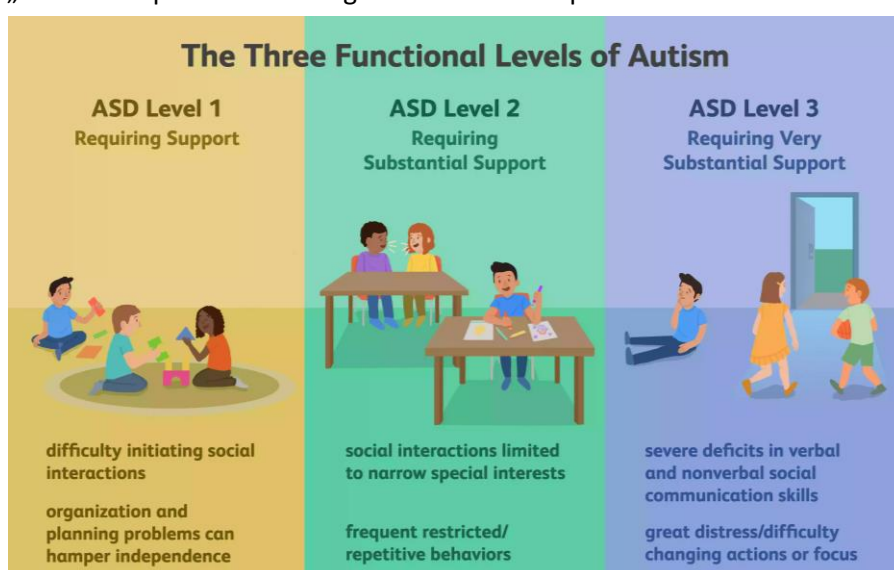 The Three Functional Levels of Autism
ASD Level 1
Requiring Support
difficulty initiating social
interactions
organization and
planning problems can
hamper independence
ASD Level 2
Requiring
Substantial Support
social interactions limited
to narrow special interests
frequent restricted/
repetitive behaviors
ASD Level 3
Requiring Very
Substantial Support
severe deficits in verbal
and nonverbal social
communication skills
great distress/difficulty
changing actions or focus